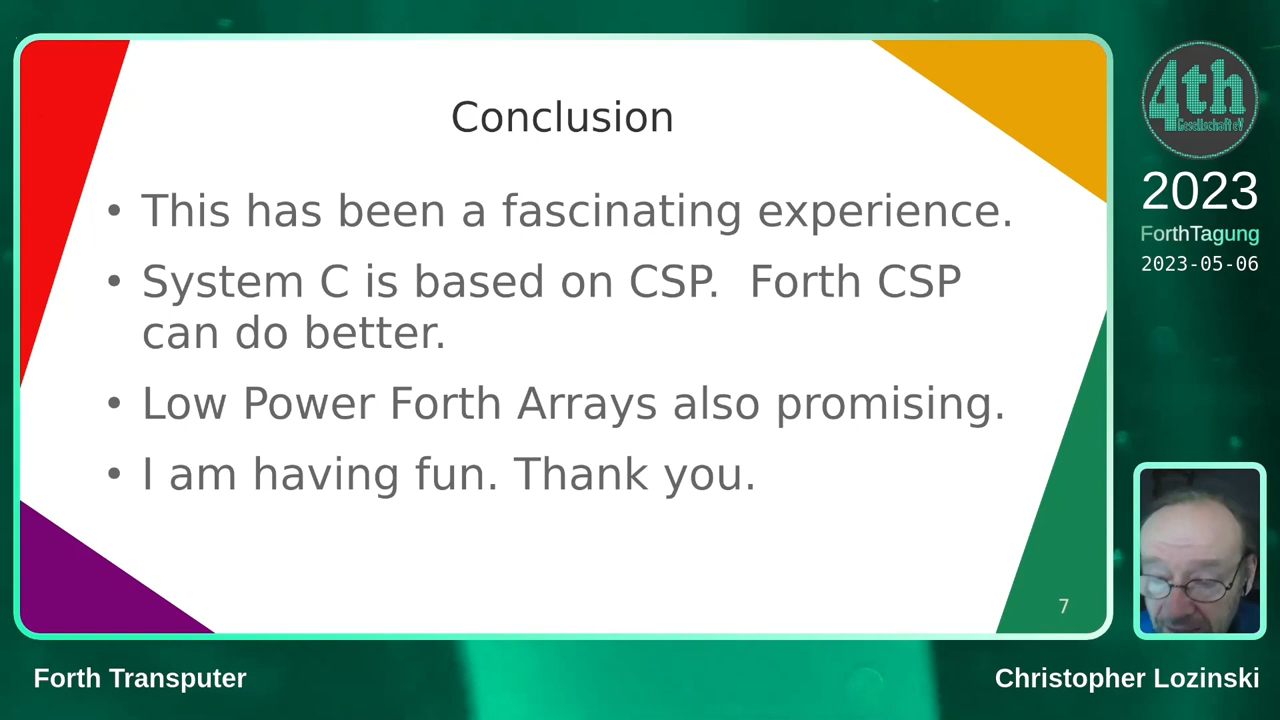 Conclusion
• This has been a fascinating experience.
• System C is based on CSP.  Forth CSP
can do better.
• Low Power Forth Arrays also promising.
• I am having fun. Thank you.
7
4th
Gesellschaft eV
2023
ForthTagung
2023-05-06
Forth Transputer
Christopher Lozinski